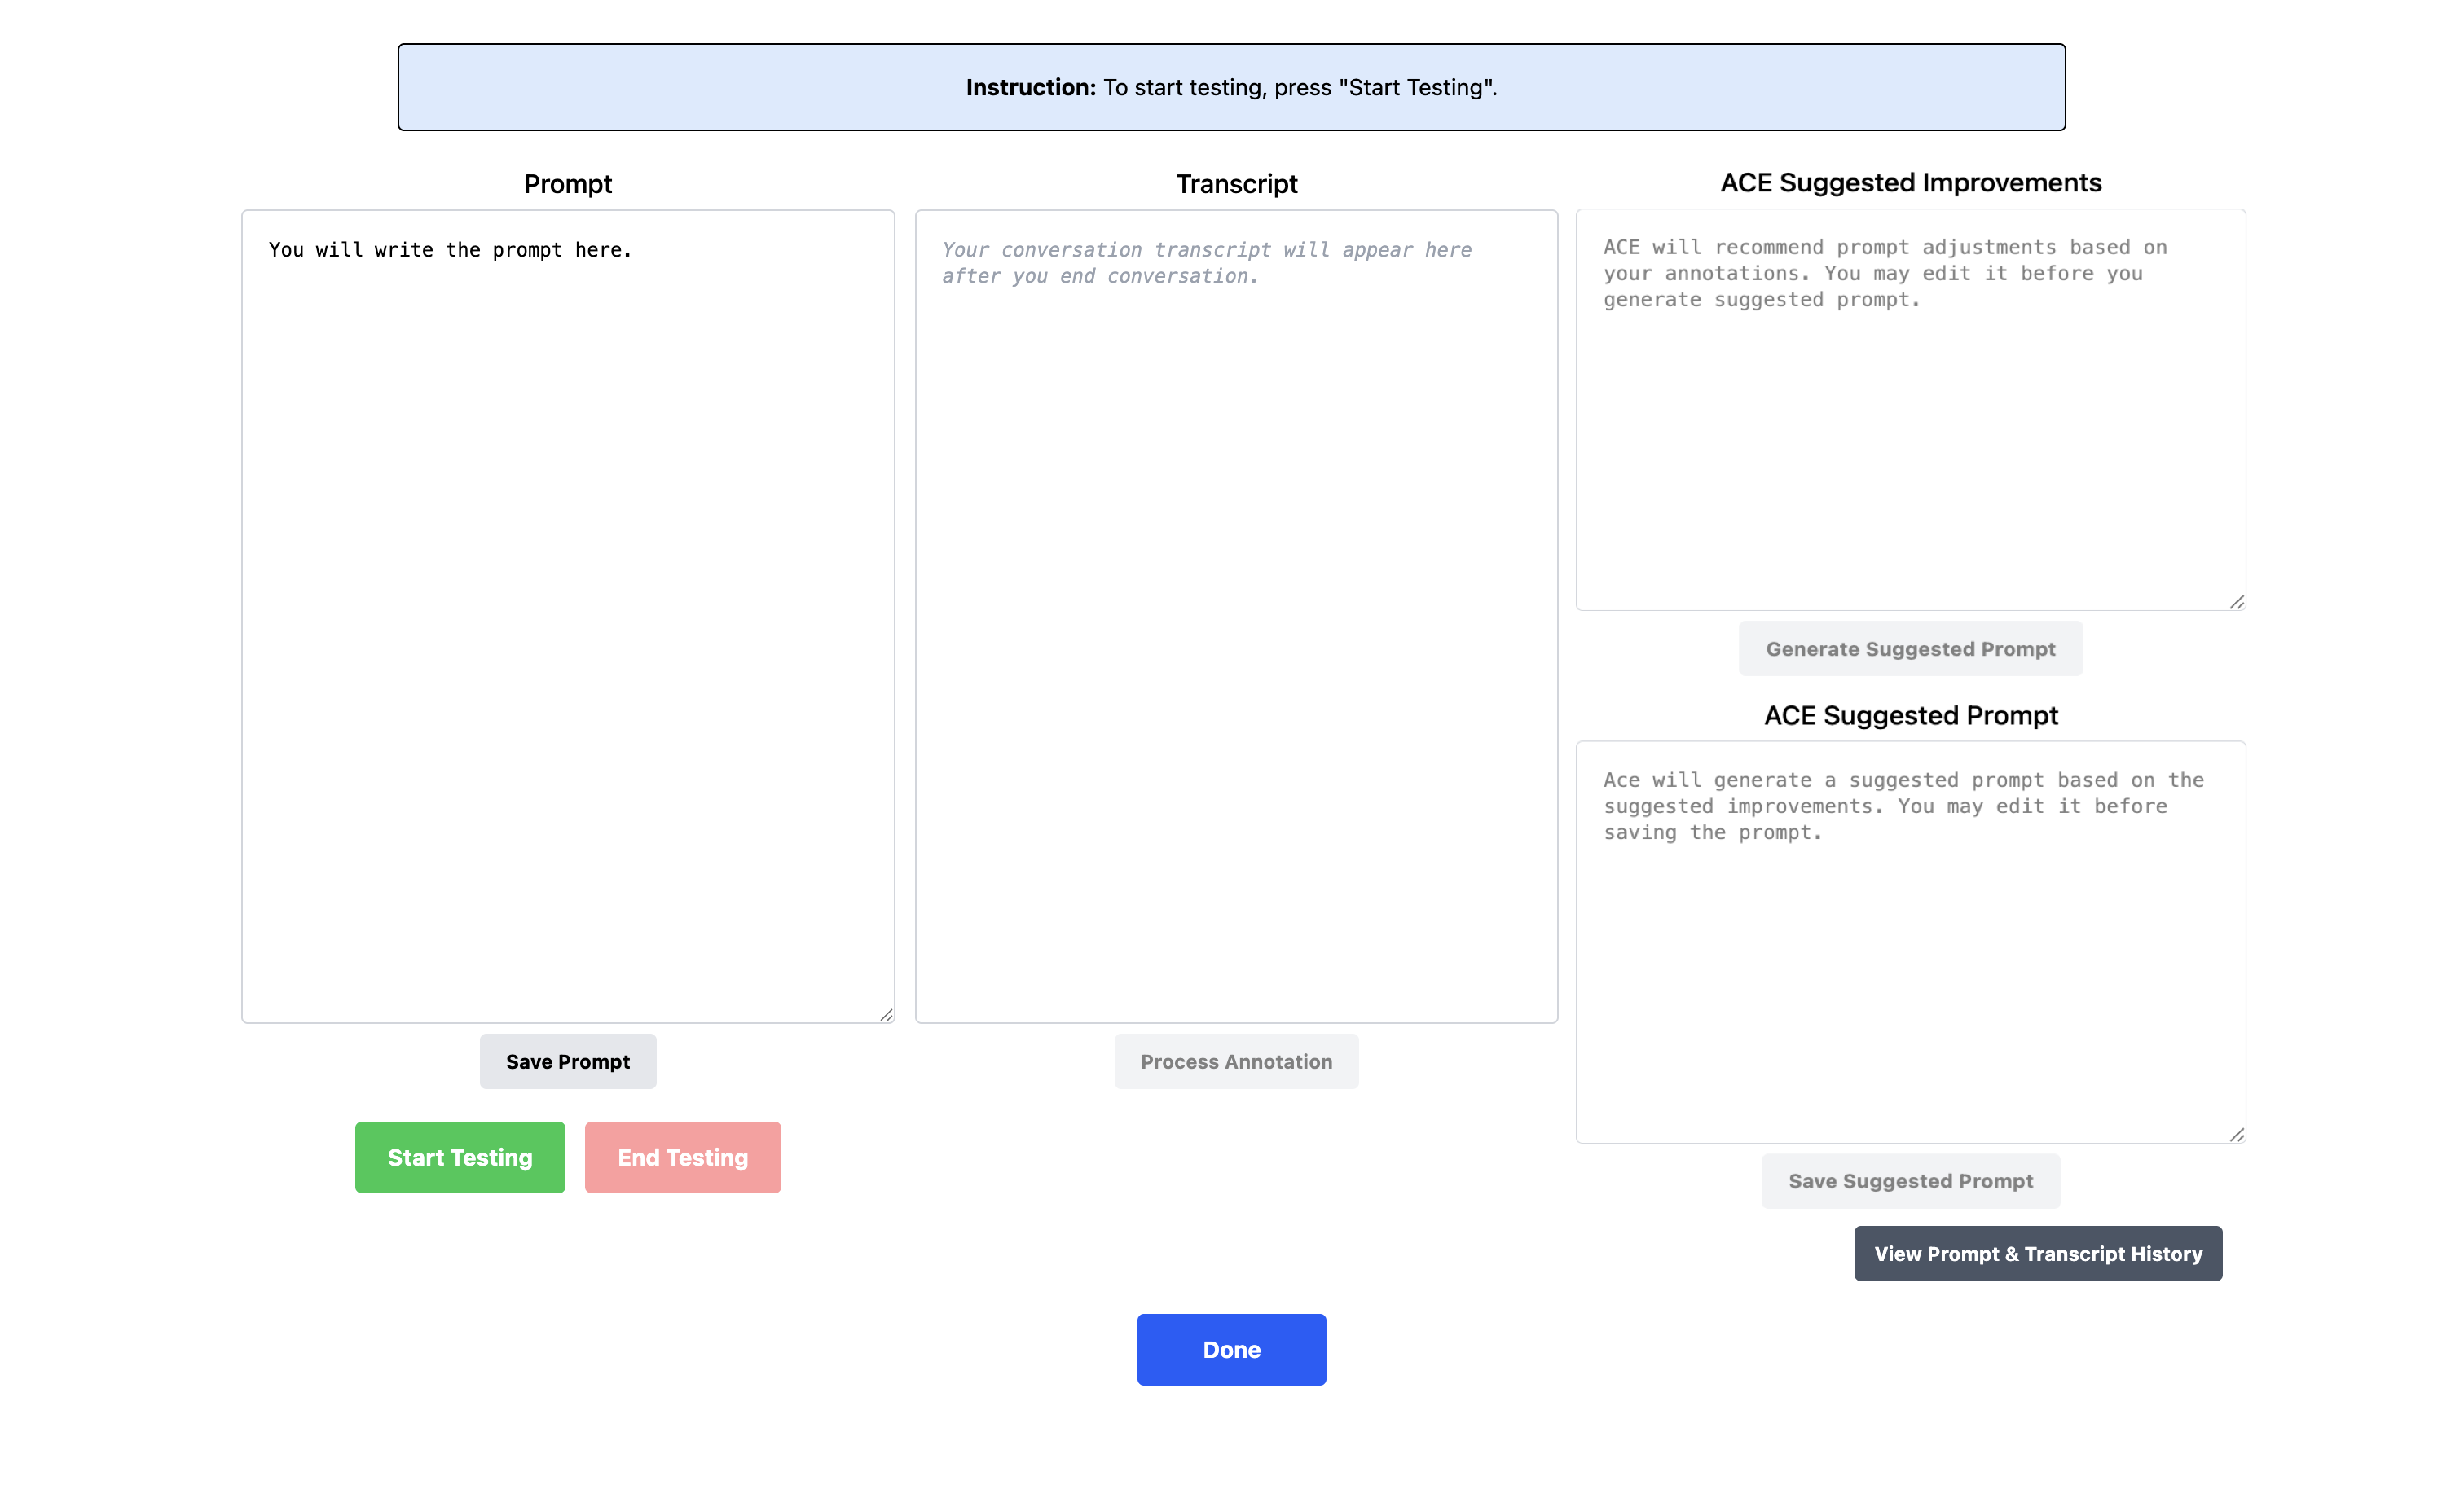 Instruction: To start testing, press "Start Testing".
Prompt
You will write the prompt here.
Save Prompt
Start Testing
End Testing
Transcript
Your conversation transcript will appear here
after you end conversation.
Process Annotation
ACE Suggested Improvements
ACE will recommend prompt adjustments based on
your annotations. You may edit it before you
generate suggested prompt.
Generate Suggested Prompt
ACE Suggested Prompt
Ace will generate a suggested prompt based on the
suggested improvements. You may edit it before
saving the prompt.
Save Suggested Prompt
View Prompt & Transcript History
Done